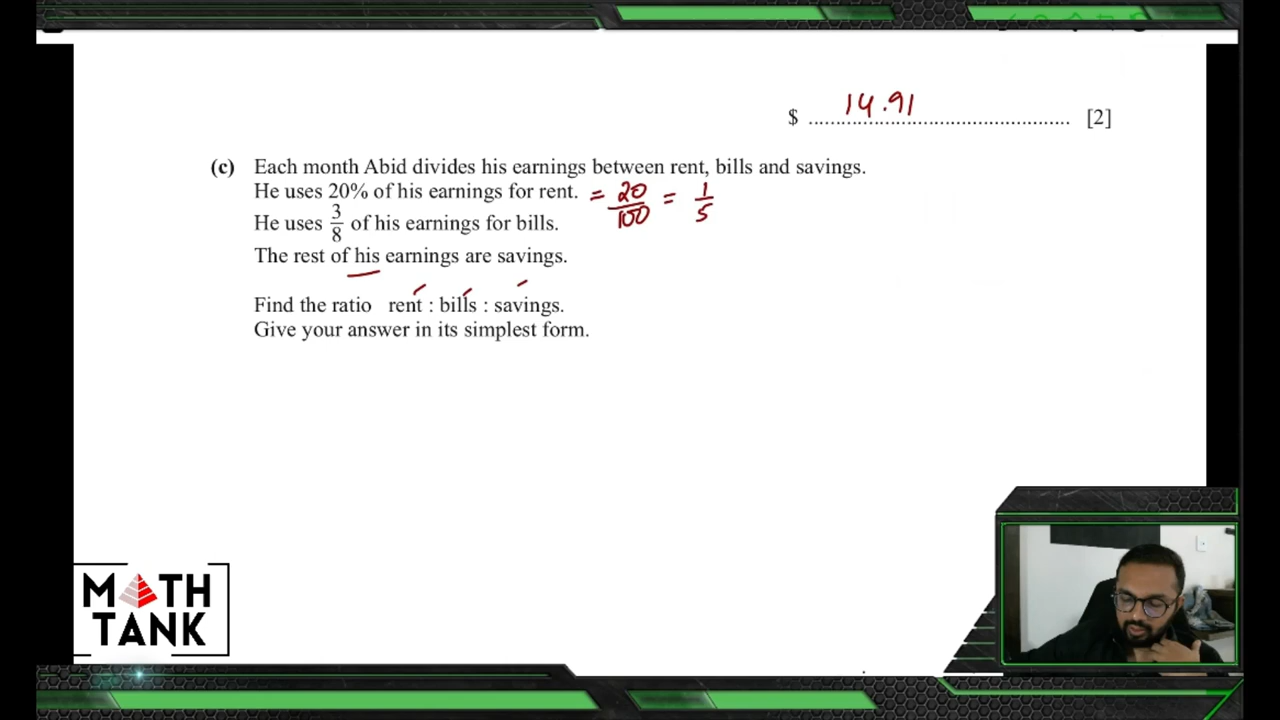 $ 14.91 [2]
(c) Each month Abid divides his earnings between rent, bills and savings.
He uses 20% of his earnings for rent. = 20/100 = 1/5
He uses 3/8 of his earnings for bills.
The rest of his earnings are savings.
Find the ratio rent : bills : savings.
Give your answer in its simplest form.
MATH
TANK